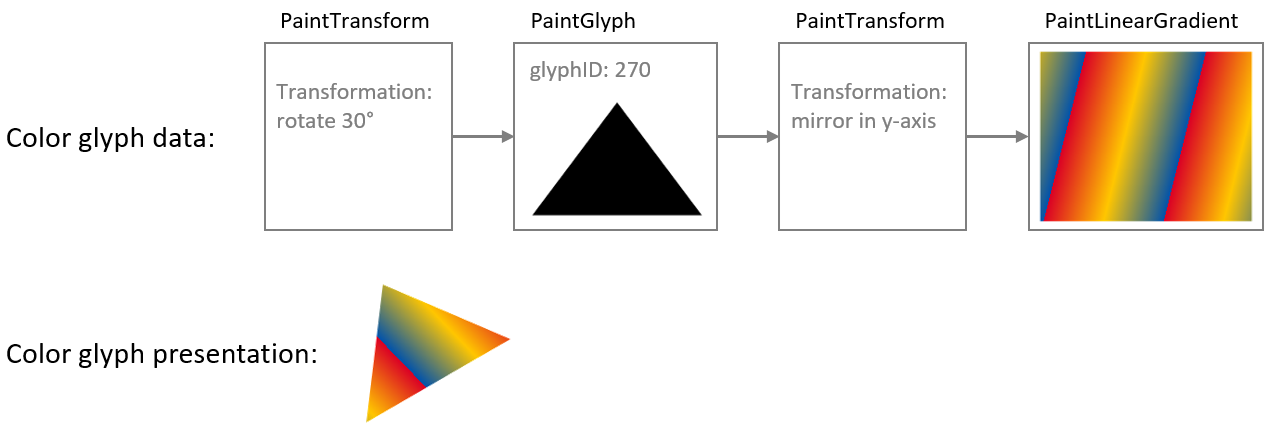 PaintTransform
PaintGlyph
PaintTransform
PaintLinearGradient
Color glyph data:
Transformation:
rotate 30°
glyphID: 270
Transformation:
mirror in y-axis
Color glyph presentation: